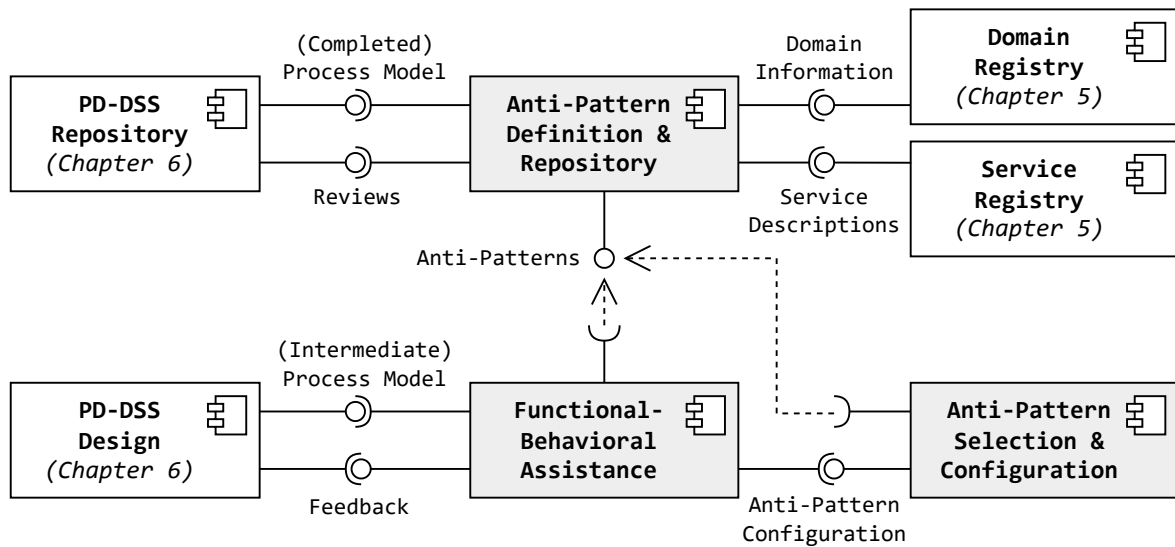 (Completed)
Process Model
Domain
Information
Domain
Registry
(Chapter 5)
PD-DSS
Repository
(Chapter 6)
Anti-Pattern
Definition &
Repository
Reviews
Service
Descriptions
Service
Registry
(Chapter 5)
Anti-Patterns
(Intermediate)
Process Model
PD-DSS
Design
(Chapter 6)
Functional-
Behavioral
Assistance
Anti-Pattern
Selection &
Configuration
Feedback
Anti-Pattern
Configuration